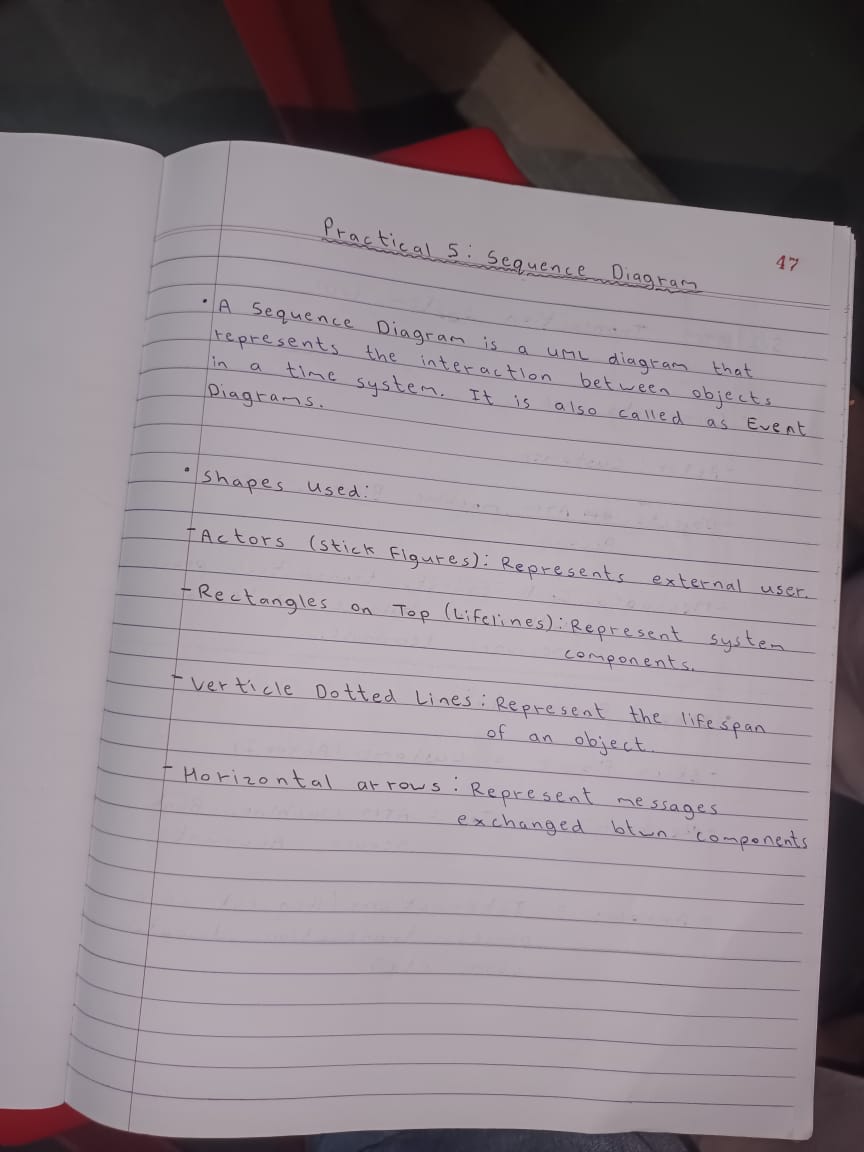 Practical 5: Sequence Diagram
47
• A Sequence Diagram is a UML diagram that
represents the interaction between objects
in a time system. It is also called as Event
Diagrams.
• Shapes used:
- Actors (Stick Figures): Represents external user.
- Rectangles on Top (Lifelines): Represent system
components.
- Verticle Dotted Lines: Represent the lifespan
of an object.
- Horizontal arrows: Represent messages
exchanged btwn. components